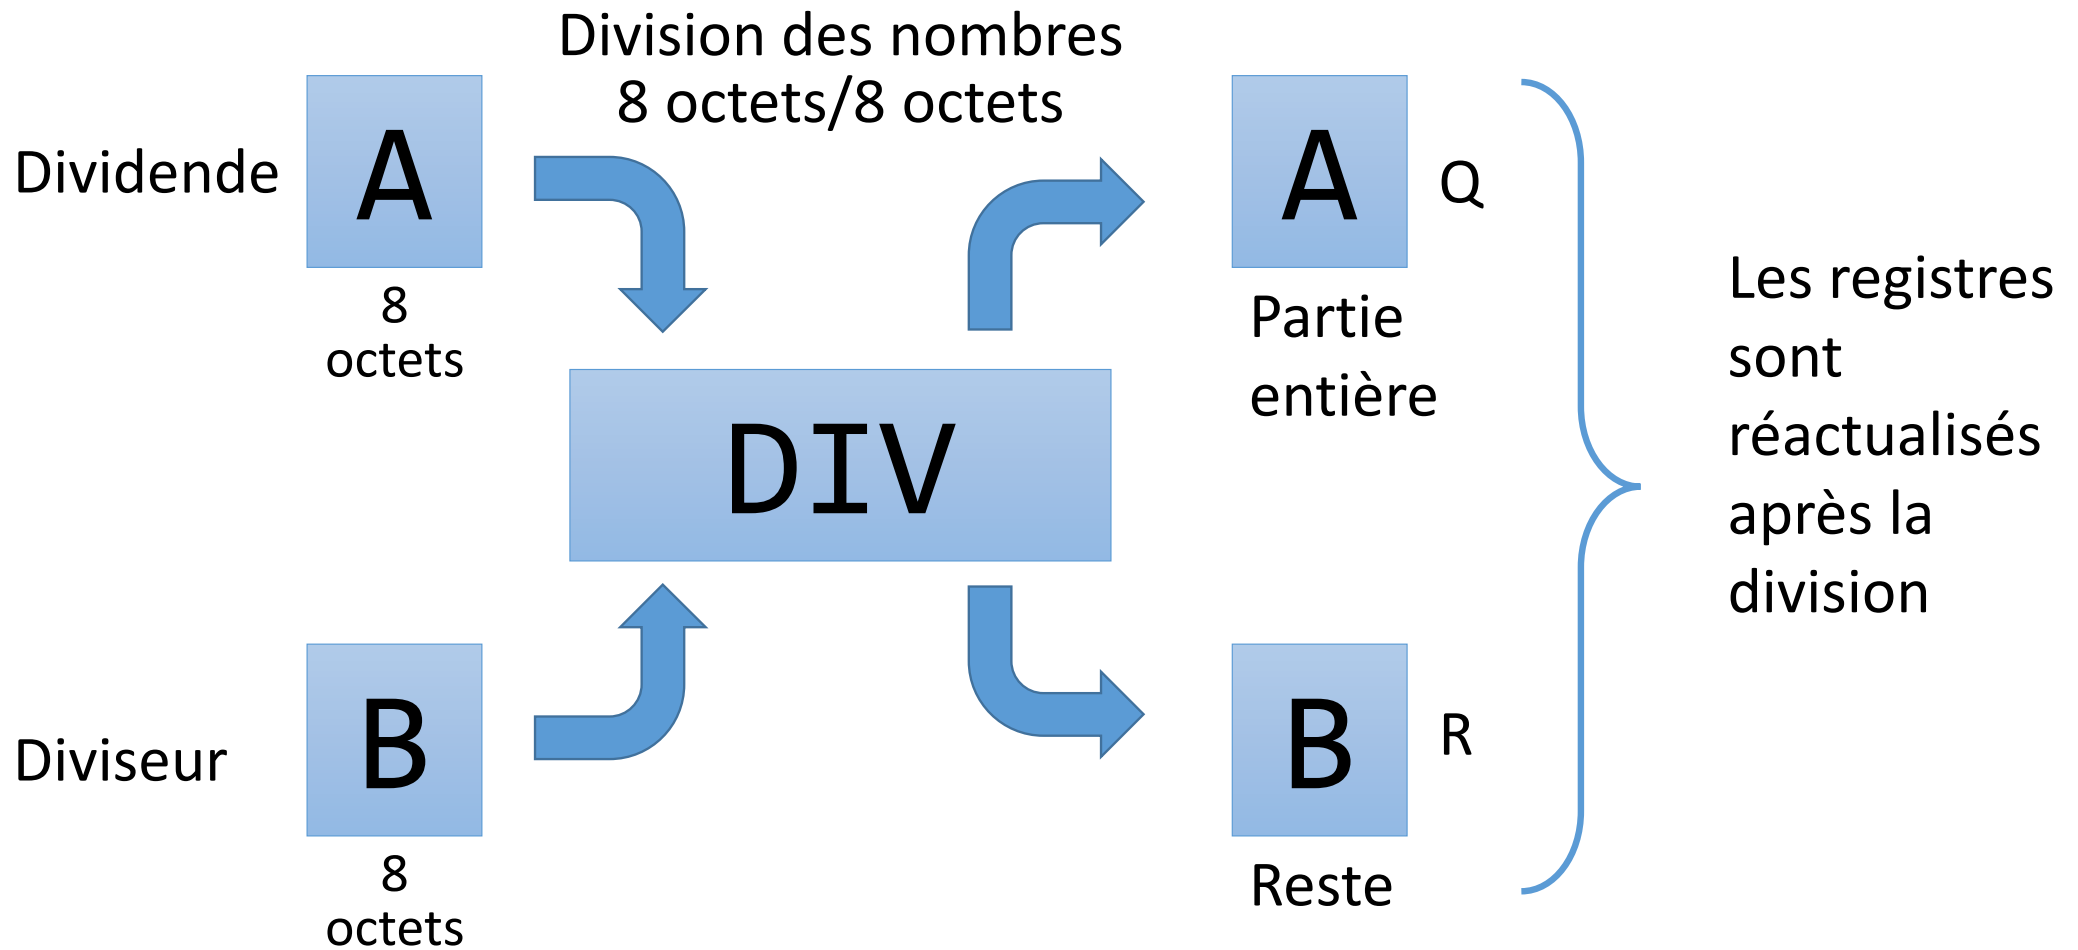 Division des nombres
8 octets/8 octets
Dividende
A
8
octets
DIV
Diviseur
B
8
octets
A
Q
Partie
entière
B
R
Reste
Les registres
sont
réactualisés
après la
division